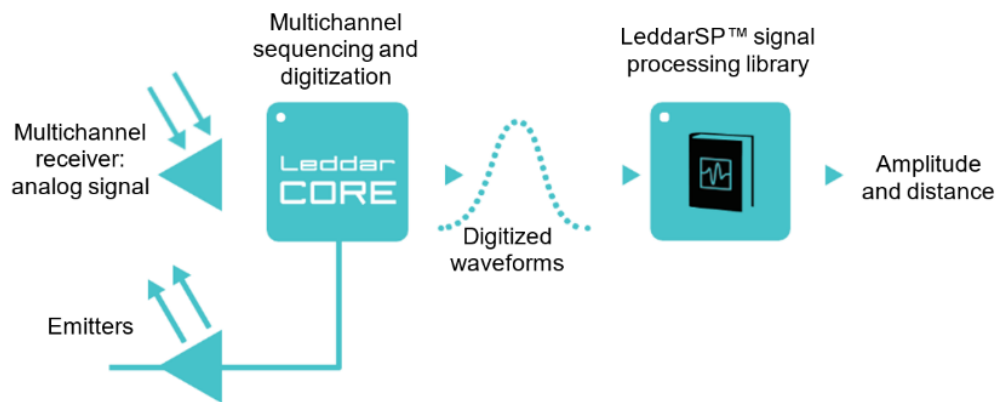 Multichannel
sequencing and
digitization
LeddarSP™ signal
processing library
Multichannel
receiver:
analog signal
Leddar
CORE
Amplitude
and distance
Digitized
waveforms
Emitters